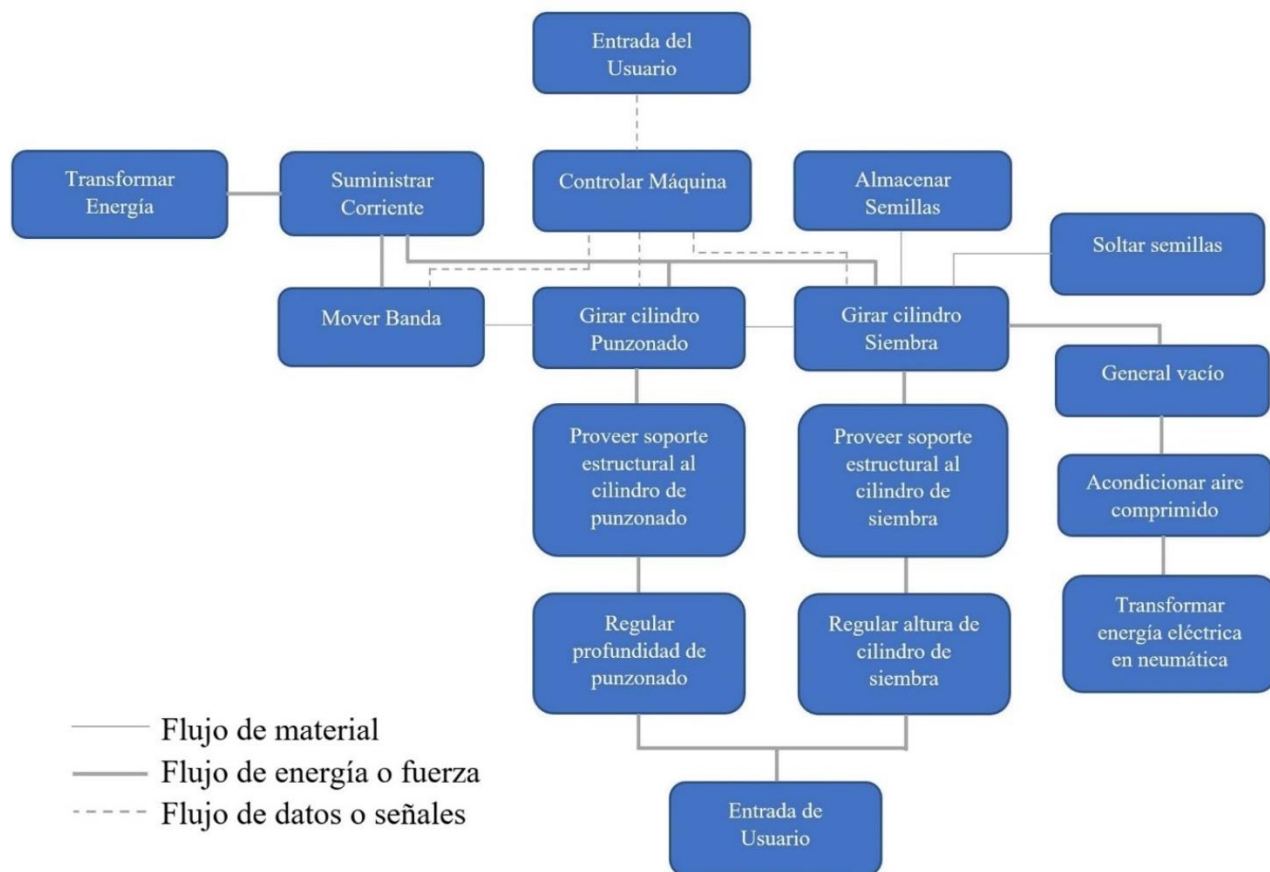 Entrada del
Usuario
Transformar
Energía
Suministrar
Corriente
Controlar Máquina
Almacenar
Semillas
Soltar semillas
Mover Banda
Girar cilindro
Punzonado
Girar cilindro
Siembra
General vacío
Proveer soporte
estructural al
cilindro de
punzonado
Proveer soporte
estructural al
cilindro de
siembra
Acondicionar aire
comprimido
Regular
profundidad de
punzonado
Regular altura de
cilindro de
siembra
Transformar
energía eléctrica
en neumática
Flujo de material
Flujo de energía o fuerza
Flujo de datos o señales
Entrada de
Usuario